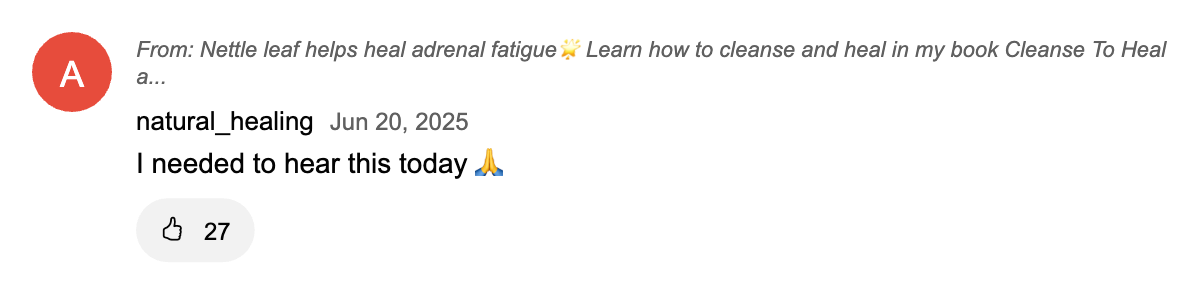 A
From: Nettle leaf helps heal adrenal fatigue🌟 Learn how to cleanse and heal in my book Cleanse To Heal
a...
natural_healing Jun 20, 2025
I needed to hear this today 🙏
27